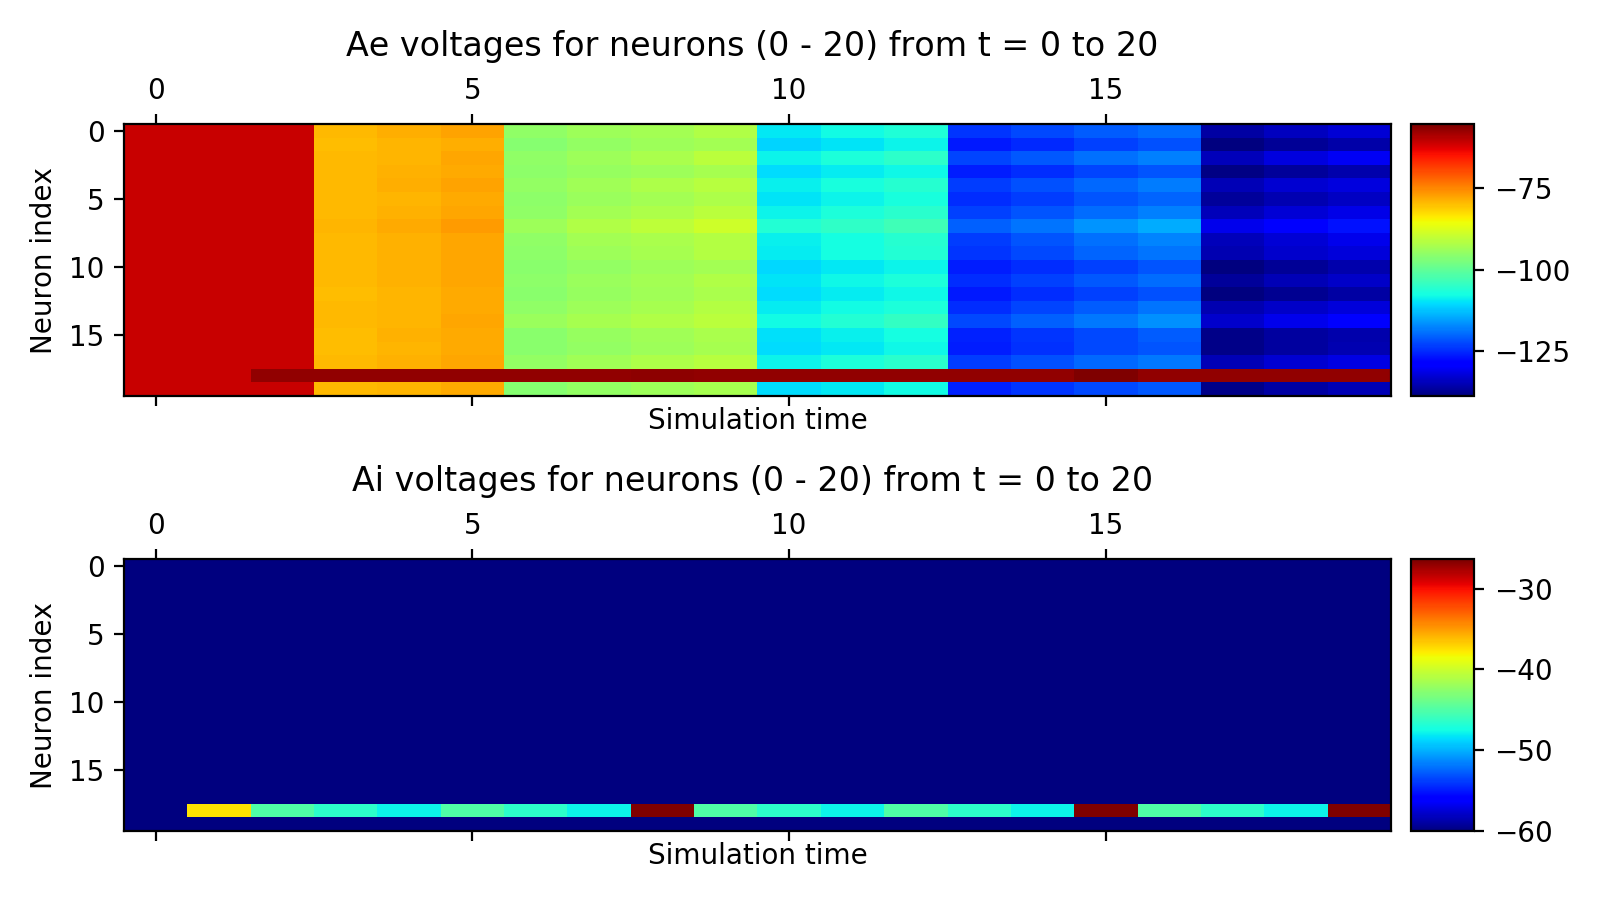 Ae voltages for neurons (0 - 20) from t = 0 to 20
0 5 10 15
Neuron index
0
5
10
15
Simulation time
−75
−100
−125
Ai voltages for neurons (0 - 20) from t = 0 to 20
0 5 10 15
Neuron index
0
5
10
15
Simulation time
−30
−40
−50
−60